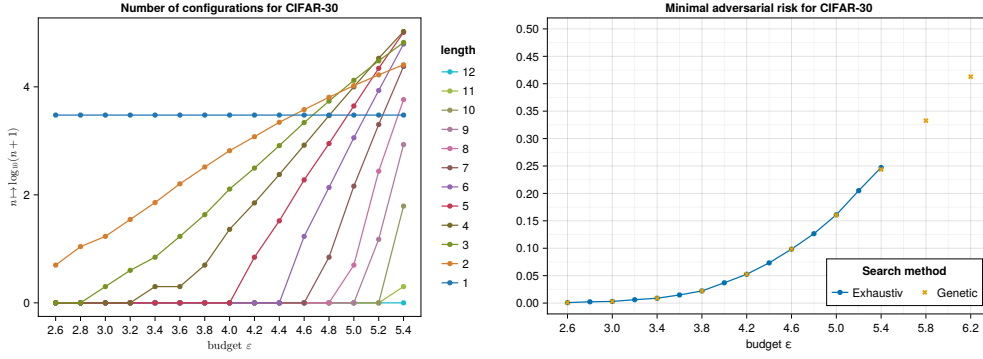 Number of configurations for CIFAR-30
n ↦ log₁₀(n + 1)
4
2
0
2.6 2.8 3.0 3.2 3.4 3.6 3.8 4.0 4.2 4.4 4.6 4.8 5.0 5.2 5.4
budget ε
length
12
11
10
9
8
7
6
5
4
3
2
1
Minimal adversarial risk for CIFAR-30
0.50
0.45
0.40
0.35
0.30
0.25
0.20
0.15
0.10
0.05
0.00
2.6 3.0 3.4 3.8 4.2 4.6 5.0 5.4 5.8 6.2
budget ε
Search method
Exhaustiv Genetic